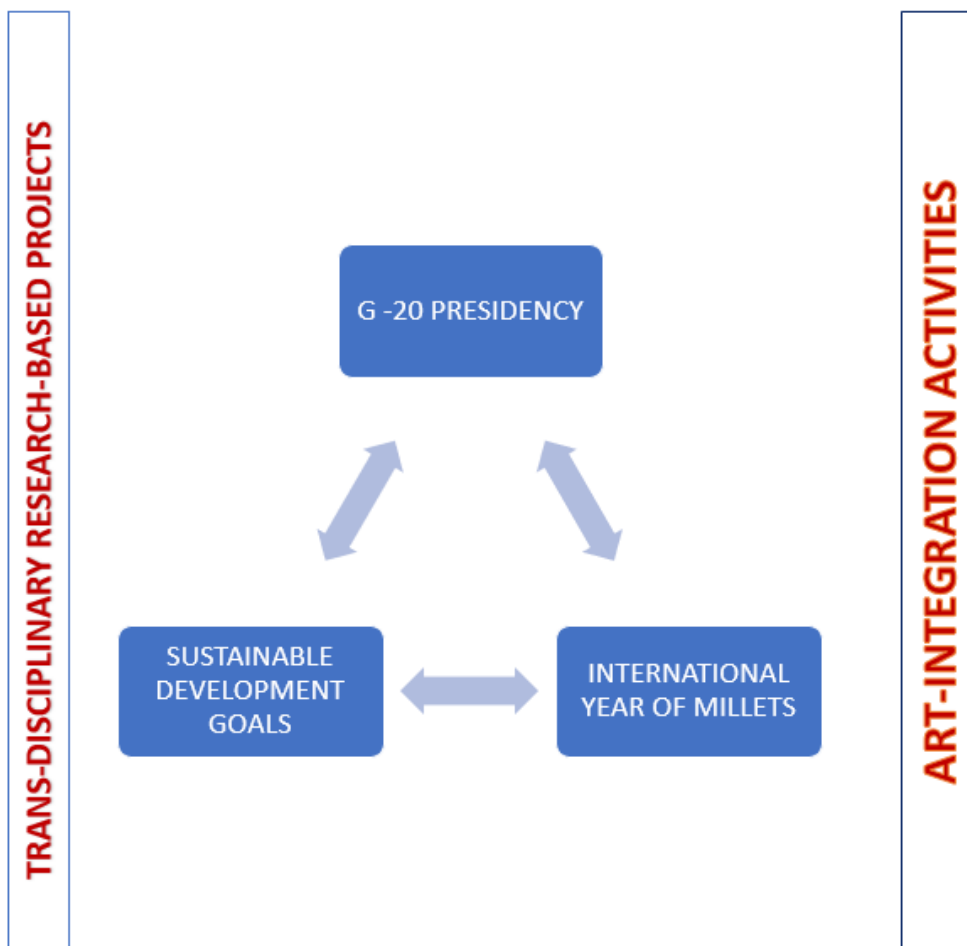 TRANS-DISCIPLINARY RESEARCH-BASED PROJECTS
G -20 PRESIDENCY
SUSTAINABLE
DEVELOPMENT
GOALS
INTERNATIONAL
YEAR OF MILLETS
ART-INTEGRATION ACTIVITIES